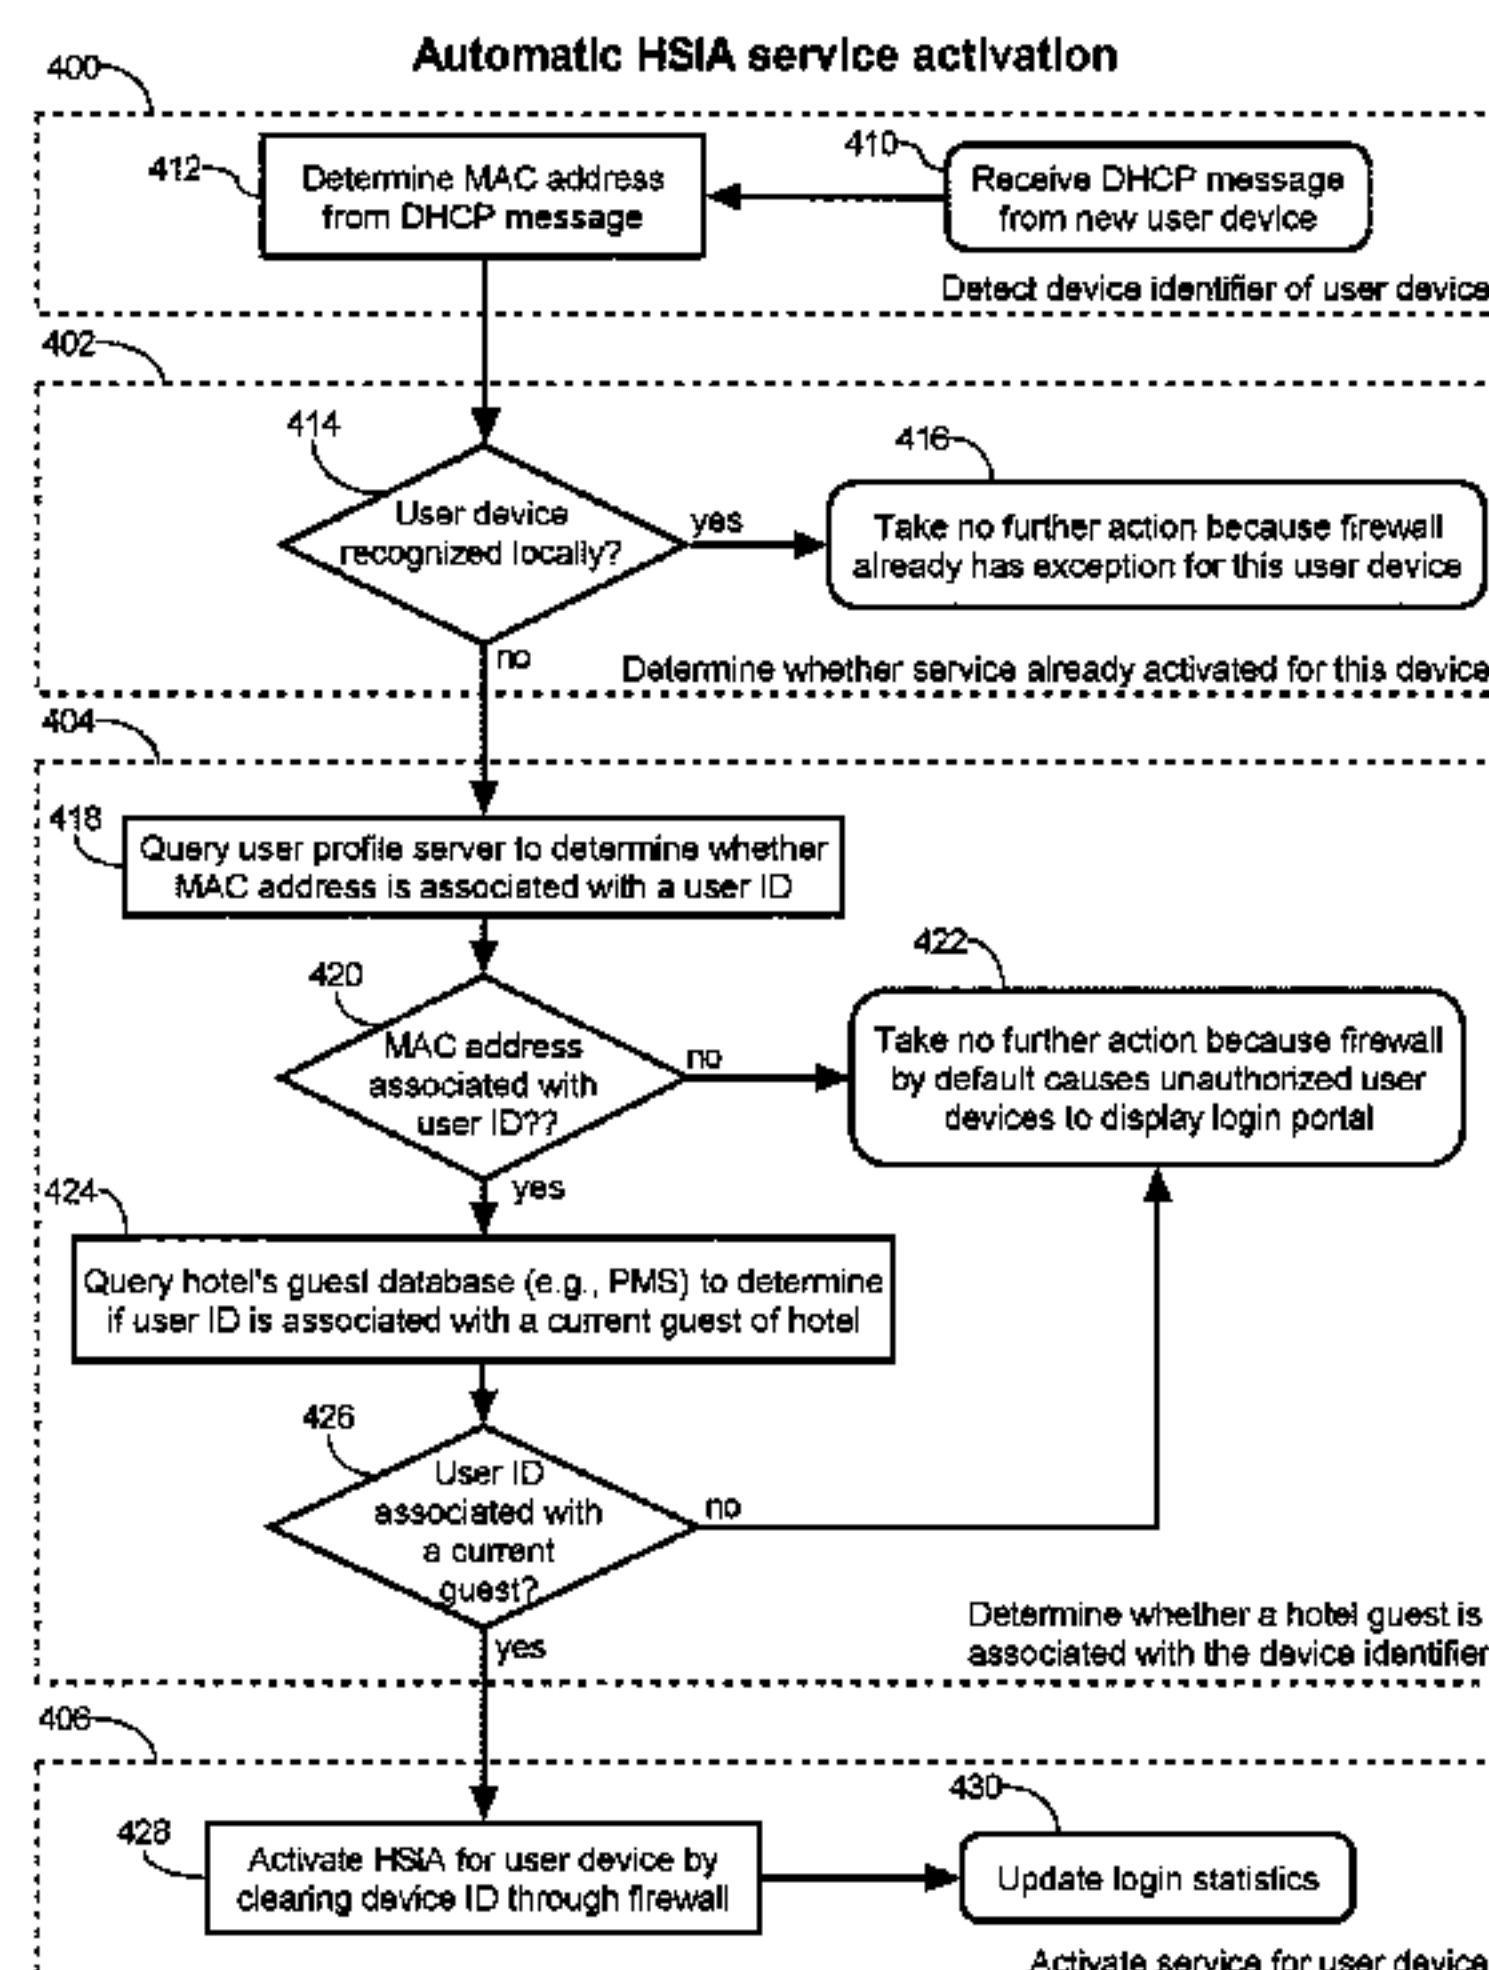 Automatic HSIA service activation
400
412
Determine MAC address
from DHCP message
410
Receive DHCP message
from new user device
Detect device identifier of user device
402
414
User device
recognized locally?
yes
416
Take no further action because firewall
already has exception for this user device
no
Determine whether service already activated for this device
404
418
Query user profile server to determine whether
MAC address is associated with a user ID
420
MAC address
associated with
user ID??
no
422
Take no further action because firewall
by default causes unauthorized user
devices to display login portal
yes
424
Query hotel's guest database (e.g., PMS) to determine
if user ID is associated with a current guest of hotel
426
User ID
associated with
a current
guest?
no
Determine whether a hotel guest is
associated with the device identifier
yes
406
428
Activate HSIA for user device by
clearing device ID through firewall
430
Update login statistics
Activate service for user device